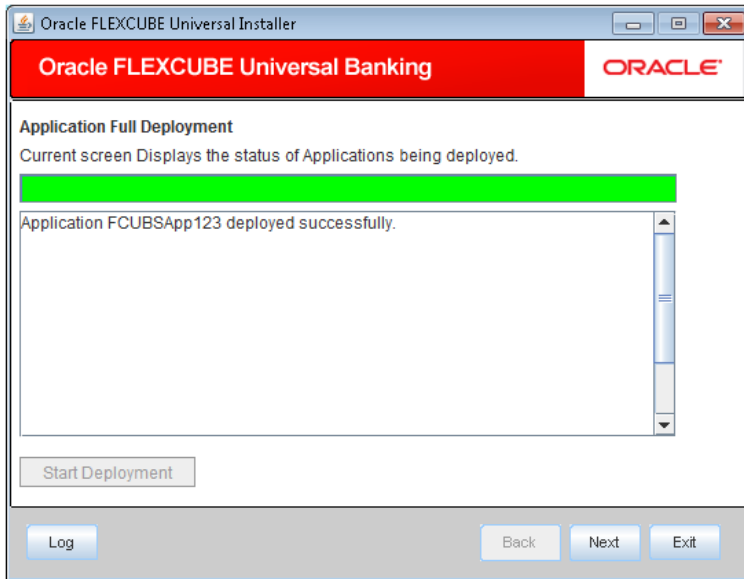 Oracle FLEXCUBE Universal Installer
Oracle FLEXCUBE Universal Banking
ORACLE®
Application Full Deployment
Current screen Displays the status of Applications being deployed.
Application FCUBSApp123 deployed successfully.
Start Deployment
Log
Back
Next
Exit